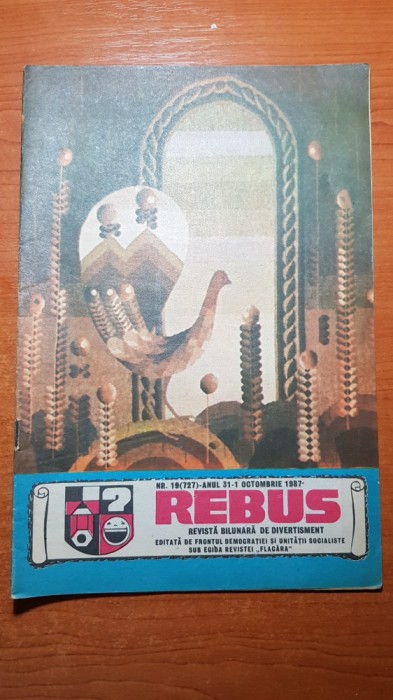 NR. 19(727)-ANUL 31-1 OCTOMBRIE 1987·
REBUS
REVISTĂ BILUNARĂ DE DIVERTISMENT
EDITATĂ DE FRONTUL DEMOCRAȚIEI ȘI UNITĂȚII SOCIALISTE
SUB EGIDA REVISTEI „FLACĂRA"
?